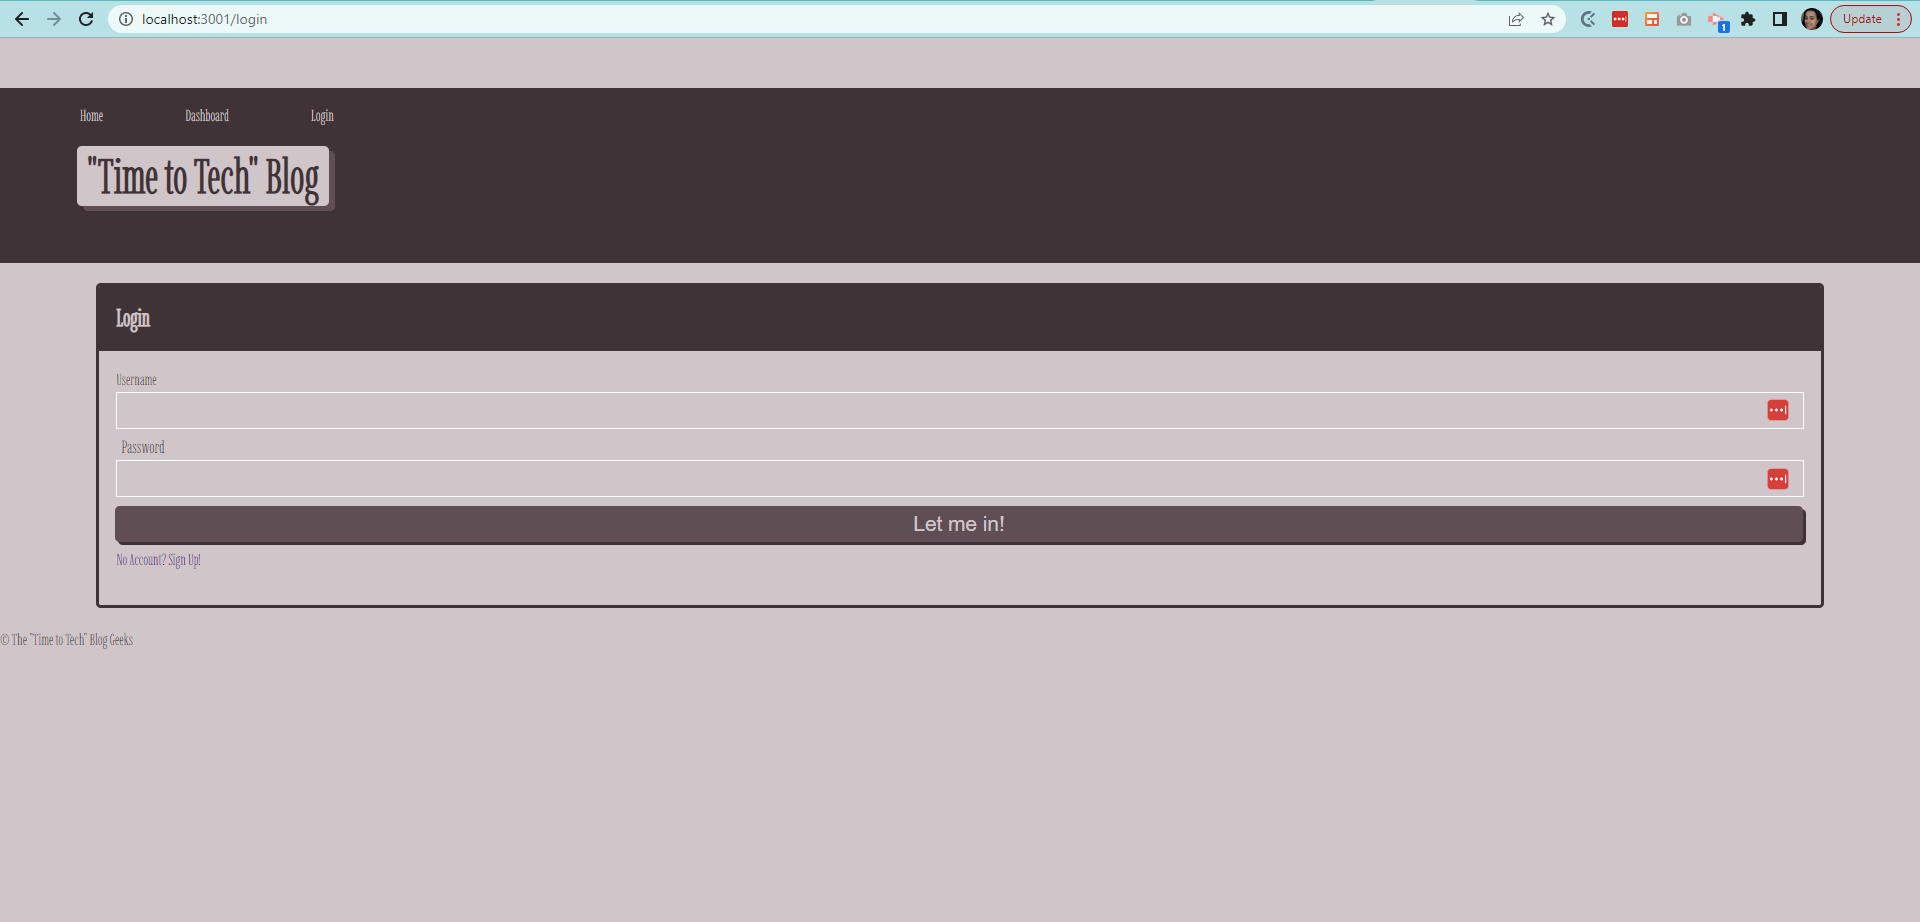 localhost:3001/login
1
Update
Home Dashboard Login
"Time to Tech" Blog
Login
Username
Password
Let me in!
No Account? Sign Up!
© The "Time to Tech" Blog Geeks